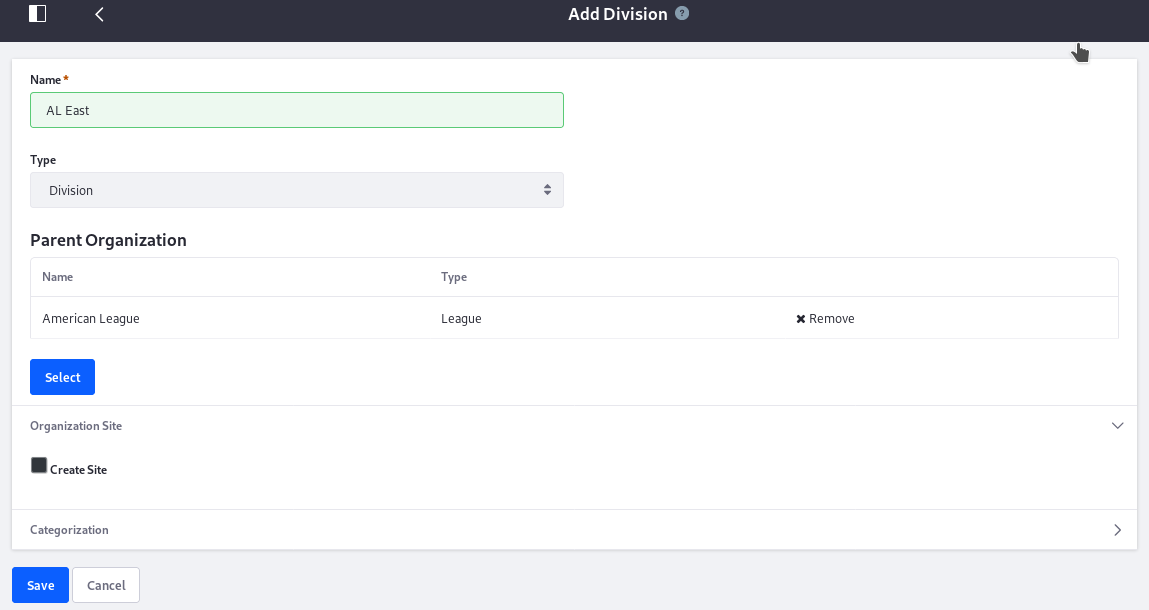 Add Division ?
Name*
AL East
Type
Division
Parent Organization
Name Type
American League League ✖ Remove
Select
Organization Site
Create Site
Categorization
Save Cancel